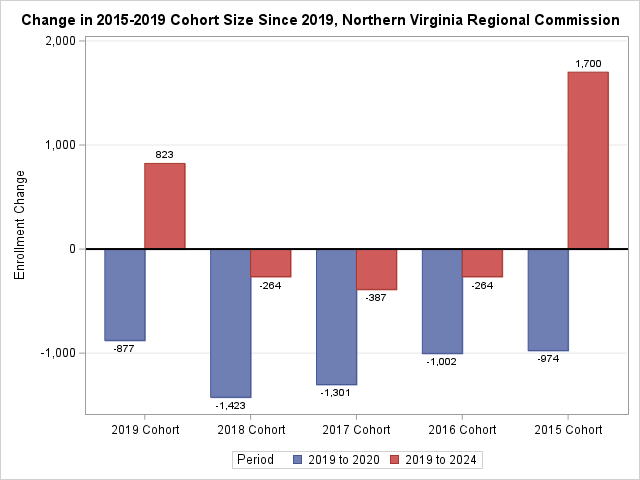 Change in 2015-2019 Cohort Size Since 2019, Northern Virginia Regional Commission
Enrollment Change
2,000
1,000
0
-1,000
823
1,700
-877
-264
-1,423
-387
-1,301
-264
-1,002
-974
2019 Cohort
2018 Cohort
2017 Cohort
2016 Cohort
2015 Cohort
Period
2019 to 2020
2019 to 2024